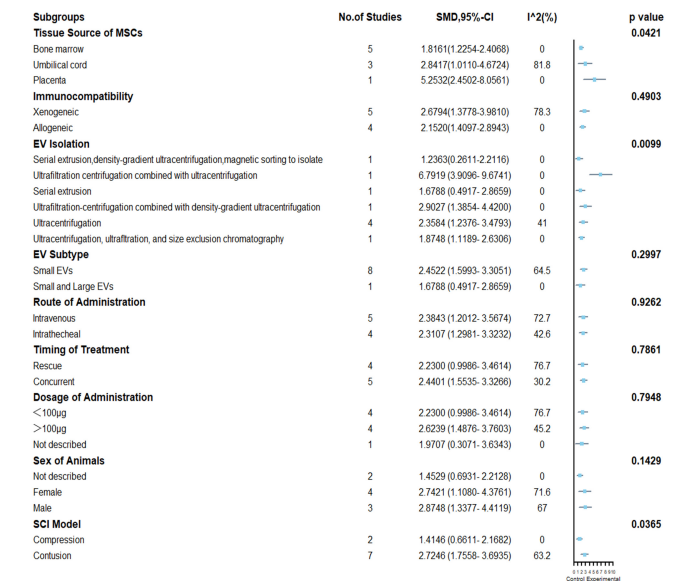 Subgroups No.of Studies SMD,95%-CI I^2(%) p value
Tissue Source of MSCs 0.0421
Bone marrow 5 1.8161(1.2254-2.4068) 0
Umbilical cord 3 2.8417(1.0110-4.6724) 81.8
Placenta 1 5.2532(2.4502-8.0561) 0
Immunocompatibility 0.4903
Xenogeneic 5 2.6794(1.3778-3.9810) 78.3
Allogeneic 4 2.1520(1.4097-2.8943) 0
EV Isolation 0.0099
Serial extrusion,density-gradient ultracentrifugation,magnetic sorting to isolate 1 1.2363(0.2611-2.2116) 0
Ultrafiltration centrifugation combined with ultracentrifugation 1 6.7919 (3.9096- 9.6741) 0
Serial extrusion 1 1.6788 (0.4917 -2.8659) 0
Ultrafiltration-centrifugation combined with density-gradient ultracentrifugation 1 2.9027 (1.3854 - 4.4200) 0
Ultracentrifugation 4 2.3584 (1.2376 -3.4793) 41
Ultracentrifugation, ultrafltration, and size exclusion chromatography 1 1.8748 (1.1189- 2.6306) 0
EV Subtype 0.2997
Small EVs 8 2.4522 (1.5993- 3.3051) 64.5
Small and Large EVs 1 1.6788 (0.4917- 2.8659) 0
Route of Administration 0.9262
Intravenous 5 2.3843 (1.2012- 3.5674) 72.7
Intrathecheal 4 2.3107 (1.2981- 3.3232) 42.6
Timing of Treatment 0.7861
Rescue 4 2.2300 (0.9986- 3.4614) 76.7
Concurrent 5 2.4401 (1.5535- 3.3266) 30.2
Dosage of Administration 0.7948
＜100μg 4 2.2300 (0.9986- 3.4614) 76.7
＞100μg 4 2.6239 (1.4876 -3.7603) 45.2
Not described 1 1.9707 (0.3071- 3.6343) 0
Sex of Animals 0.1429
Not described 2 1.4529 (0.6931- 2.2128) 0
Female 4 2.7421 (1.1080- 4.3761) 71.6
Male 3 2.8748 (1.3377- 4.4119) 67
SCI Model 0.0365
Compression 2 1.4146 (0.6611- 2.1682) 0
Contusion 7 2.7246 (1.7558- 3.6935) 63.2
0 1 2 3 4 5 6 7 8 9 10
Control Experimental